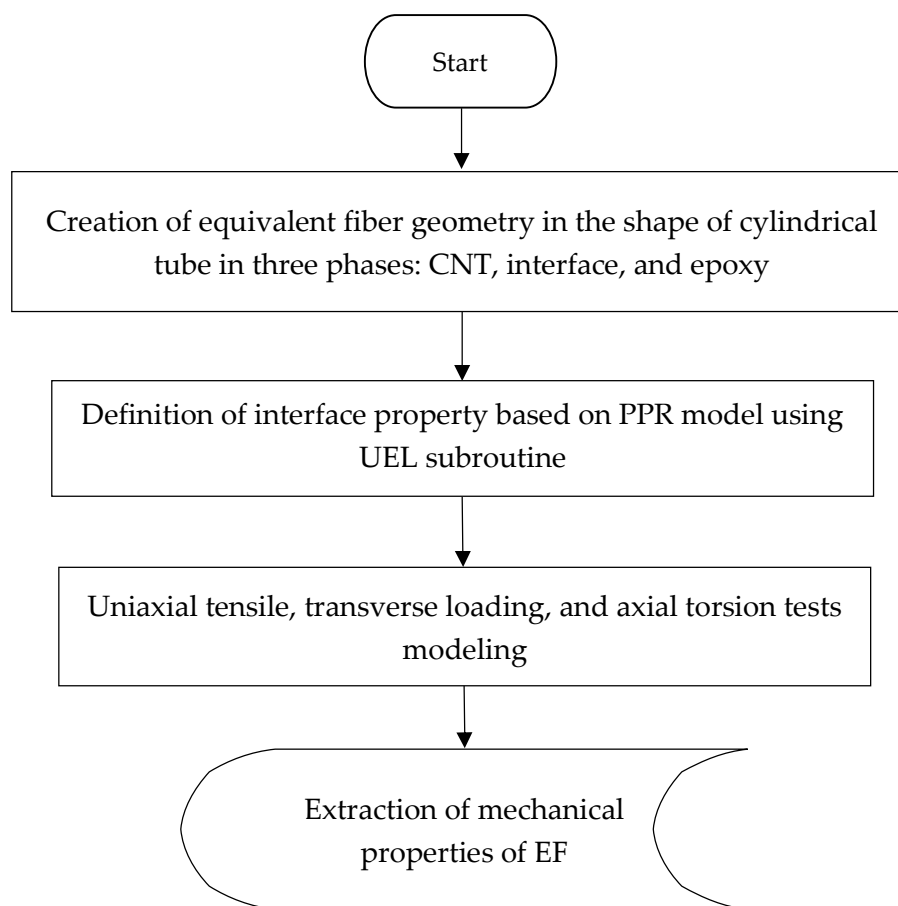 Start
Creation of equivalent fiber geometry in the shape of cylindrical
tube in three phases: CNT, interface, and epoxy
Definition of interface property based on PPR model using
UEL subroutine
Uniaxial tensile, transverse loading, and axial torsion tests
modeling
Extraction of mechanical
properties of EF